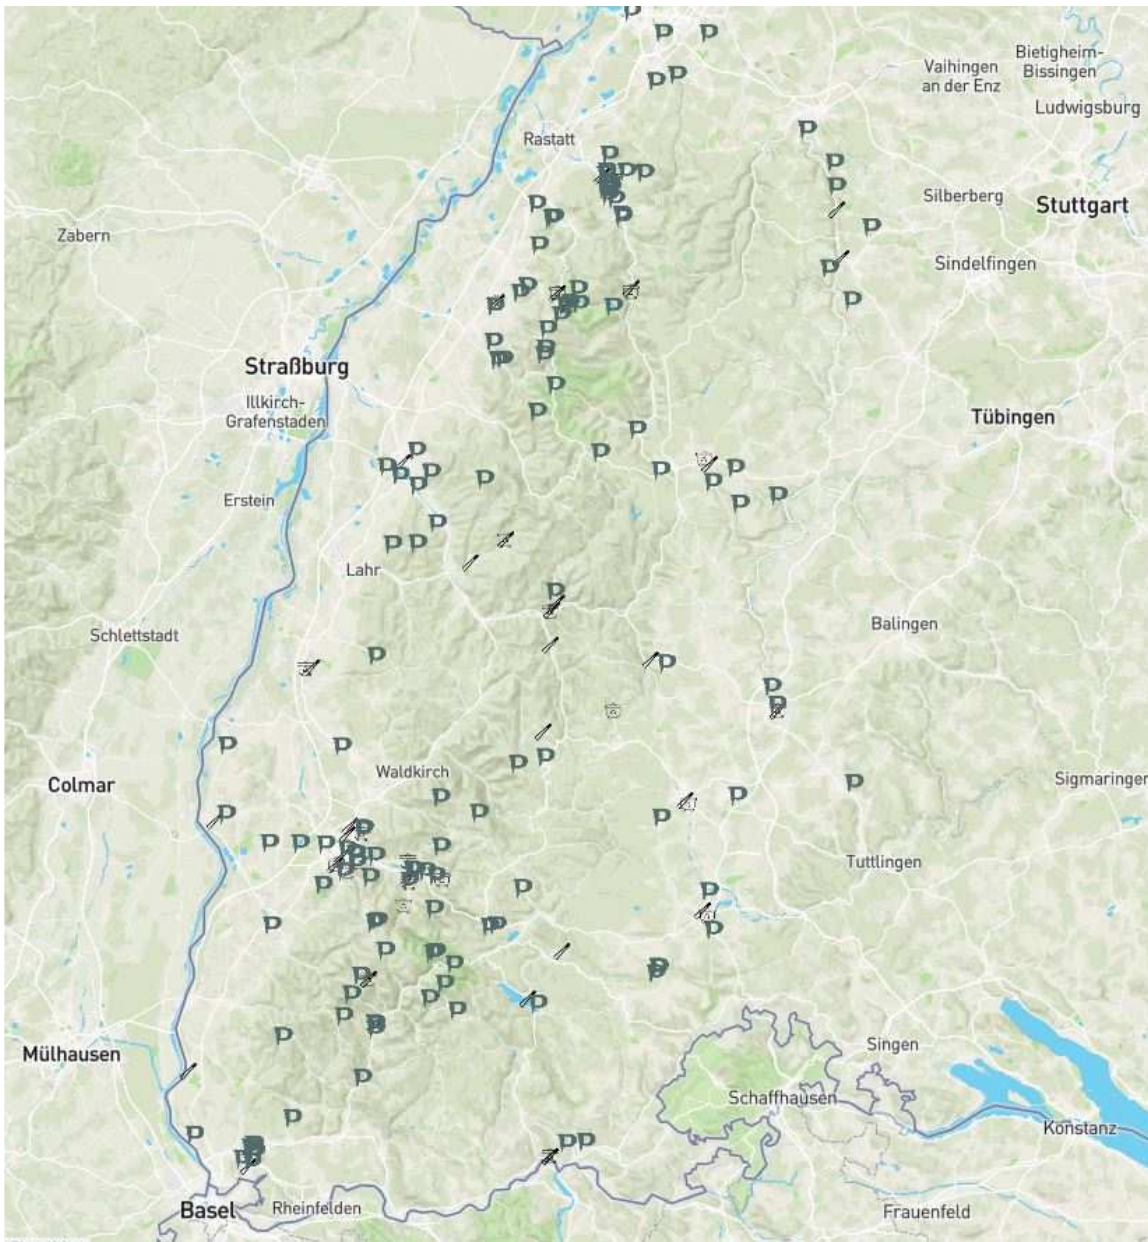 Vaihingen
an der Enz
Bietigheim-
Bissingen
Ludwigsburg
Rastatt
Silberberg
Stuttgart
Zabern
Sindelfingen
Straßburg
Illkirch-
Grafenstaden
Tübingen
Erstein
Lahr
Schlettstadt
Balingen
Waldkirch
Colmar
Sigmaringen
Tuttlingen
Mülhausen
Singen
Schaffhausen
Konstanz
Basel
Rheinfelden
Frauenfeld